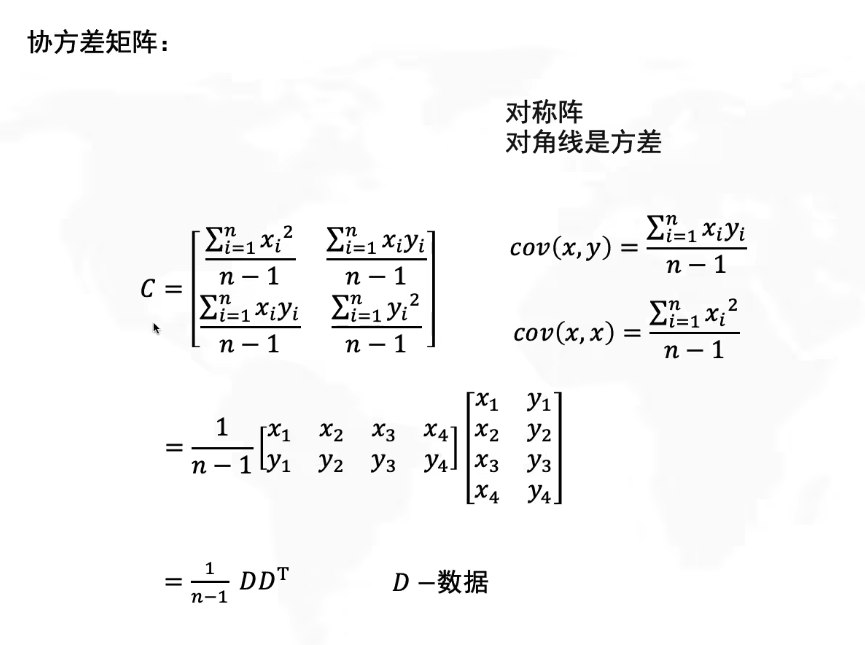 协方差矩阵：
对称阵
对角线是方差
$C = \begin{bmatrix} \frac{\sum_{i=1}^{n} x_i{}^2}{n-1} & \frac{\sum_{i=1}^{n} x_i y_i}{n-1} \\ \frac{\sum_{i=1}^{n} x_i y_i}{n-1} & \frac{\sum_{i=1}^{n} y_i{}^2}{n-1} \end{bmatrix}$
$cov(x, y) = \frac{\sum_{i=1}^{n} x_i y_i}{n-1}$
$cov(x, x) = \frac{\sum_{i=1}^{n} x_i{}^2}{n-1}$
$= \frac{1}{n-1} \begin{bmatrix} x_1 & x_2 & x_3 & x_4 \\ y_1 & y_2 & y_3 & y_4 \end{bmatrix} \begin{bmatrix} x_1 & y_1 \\ x_2 & y_2 \\ x_3 & y_3 \\ x_4 & y_4 \end{bmatrix}$
$= \frac{1}{n-1} DD^{\mathrm{T}}$ D –数据